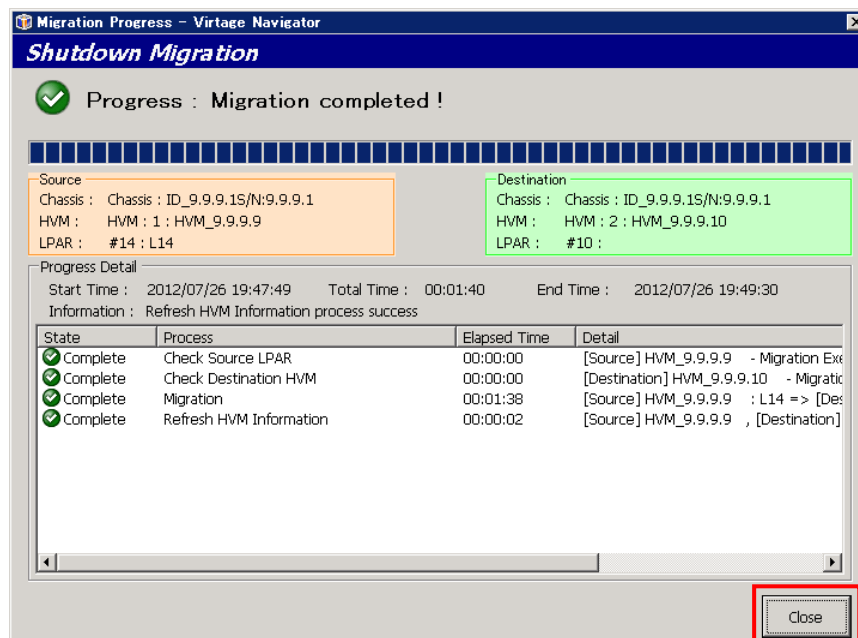 Migration Progress - Virtage Navigator
Shutdown Migration
Progress : Migration completed !
Source
Chassis : Chassis : ID_9.9.9.1S/N:9.9.9.1
HVM : HVM : 1 : HVM_9.9.9.9
LPAR : #14 : L14
Destination
Chassis : Chassis : ID_9.9.9.1S/N:9.9.9.1
HVM : HVM : 2 : HVM_9.9.9.10
LPAR : #10 :
Progress Detail
Start Time : 2012/07/26 19:47:49 Total Time : 00:01:40 End Time : 2012/07/26 19:49:30
Information : Refresh HVM Information process success
State Process Elapsed Time Detail
Complete Check Source LPAR 00:00:00 [Source] HVM_9.9.9.9 - Migration Exe
Complete Check Destination HVM 00:00:00 [Destination] HVM_9.9.9.10 - Migratic
Complete Migration 00:01:38 [Source] HVM_9.9.9.9 : L14 => [Des
Complete Refresh HVM Information 00:00:02 [Source] HVM_9.9.9.9 , [Destination]
Close